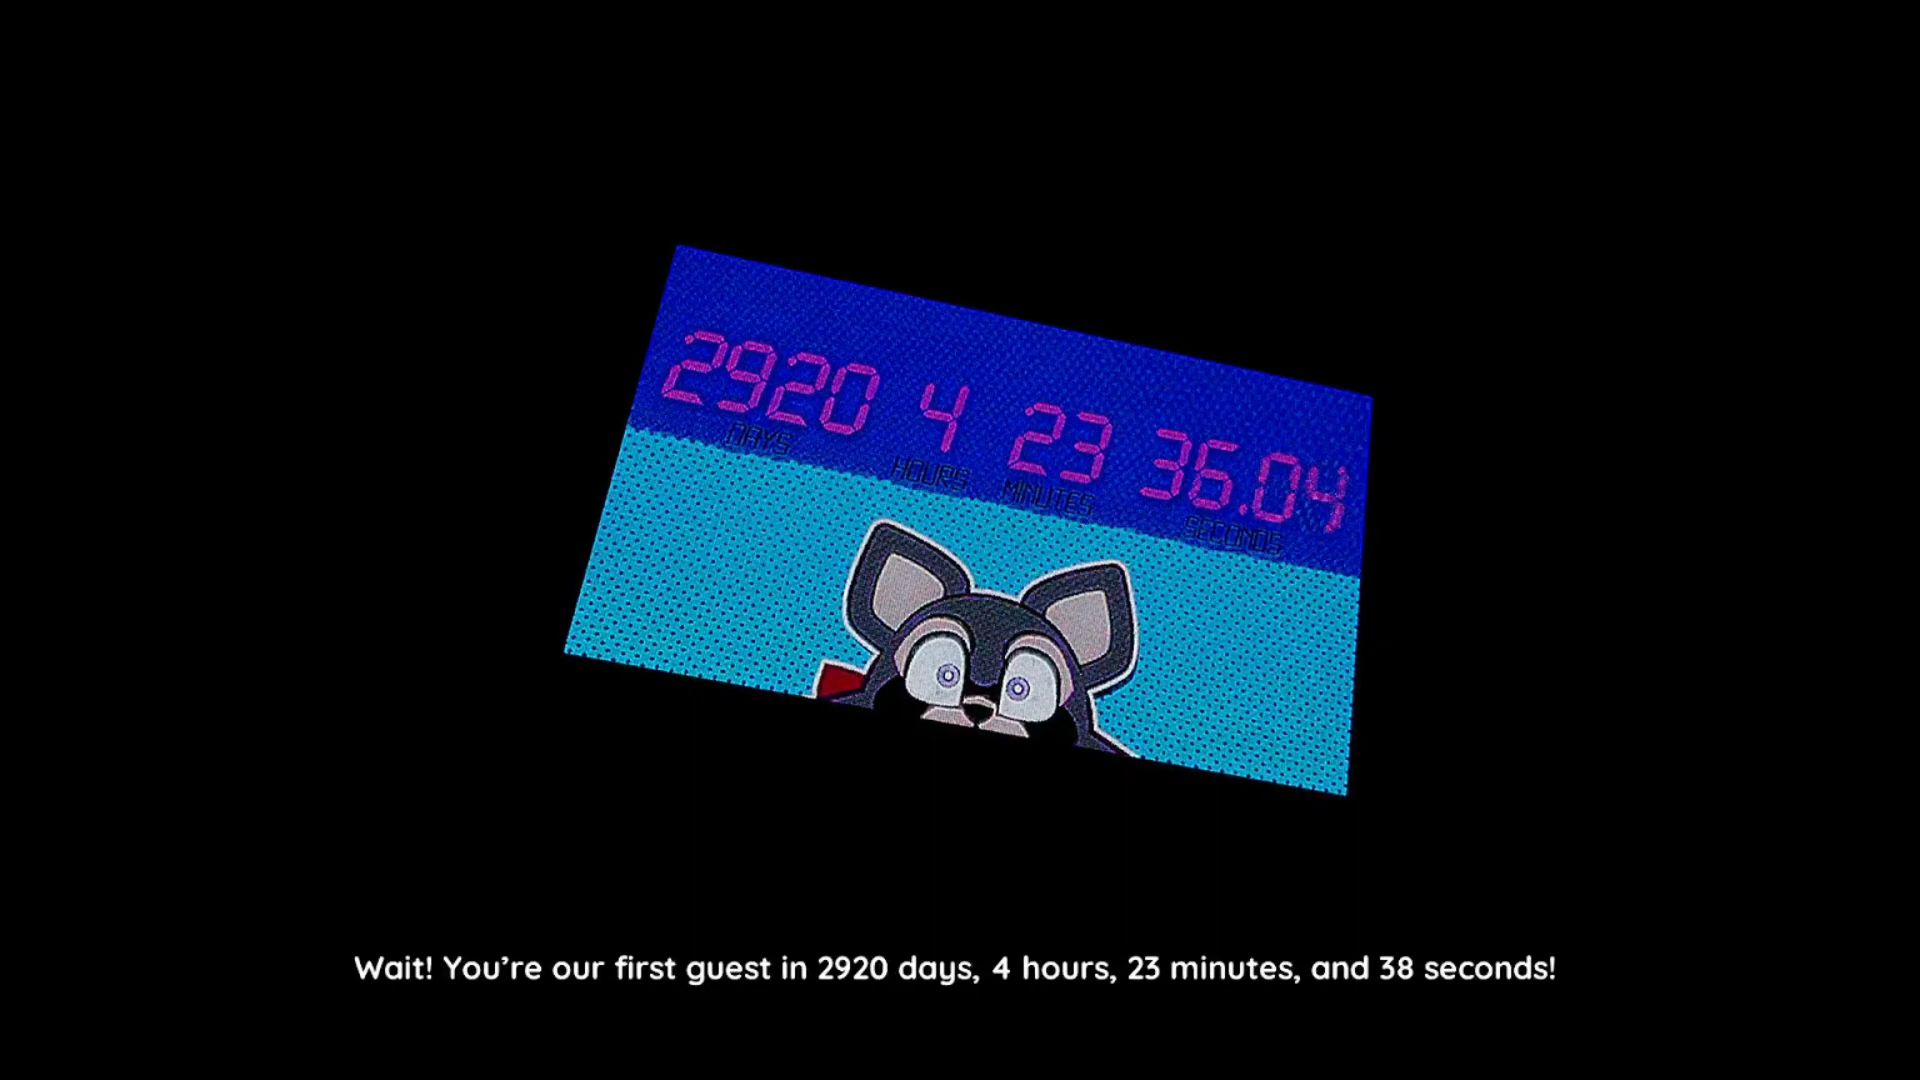 2920 4 23 36.04
DAYS HOURS MINUTES SECONDS
Wait! You’re our first guest in 2920 days, 4 hours, 23 minutes, and 38 seconds!